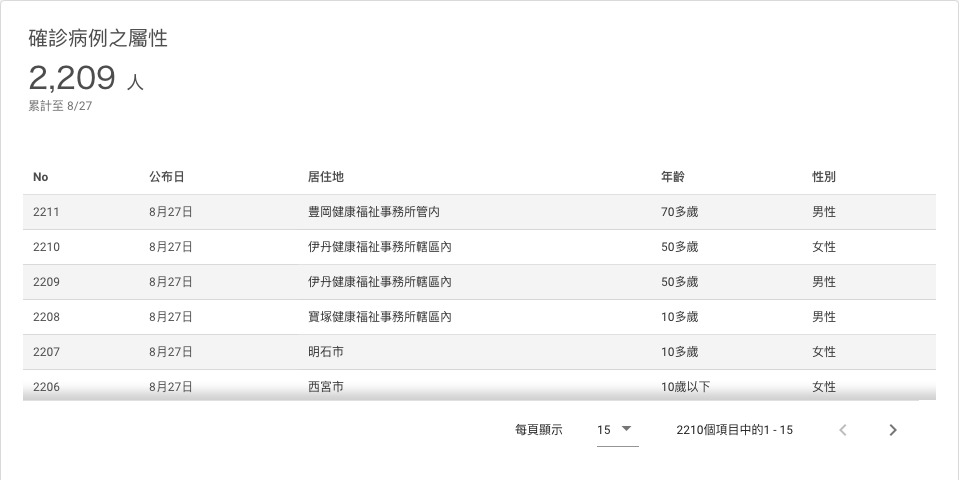 確診病例之屬性
2,209 人
累計至 8/27
No 公布日 居住地 年齡 性別
2211 8月27日 豊岡健康福祉事務所管内 70多歲 男性
2210 8月27日 伊丹健康福祉事務所轄區內 50多歲 女性
2209 8月27日 伊丹健康福祉事務所轄區內 50多歲 男性
2208 8月27日 寶塚健康福祉事務所轄區內 10多歲 男性
2207 8月27日 明石市 10多歲 女性
2206 8月27日 西宮市 10歲以下 女性
每頁顯示 15 2210個項目中的1 - 15